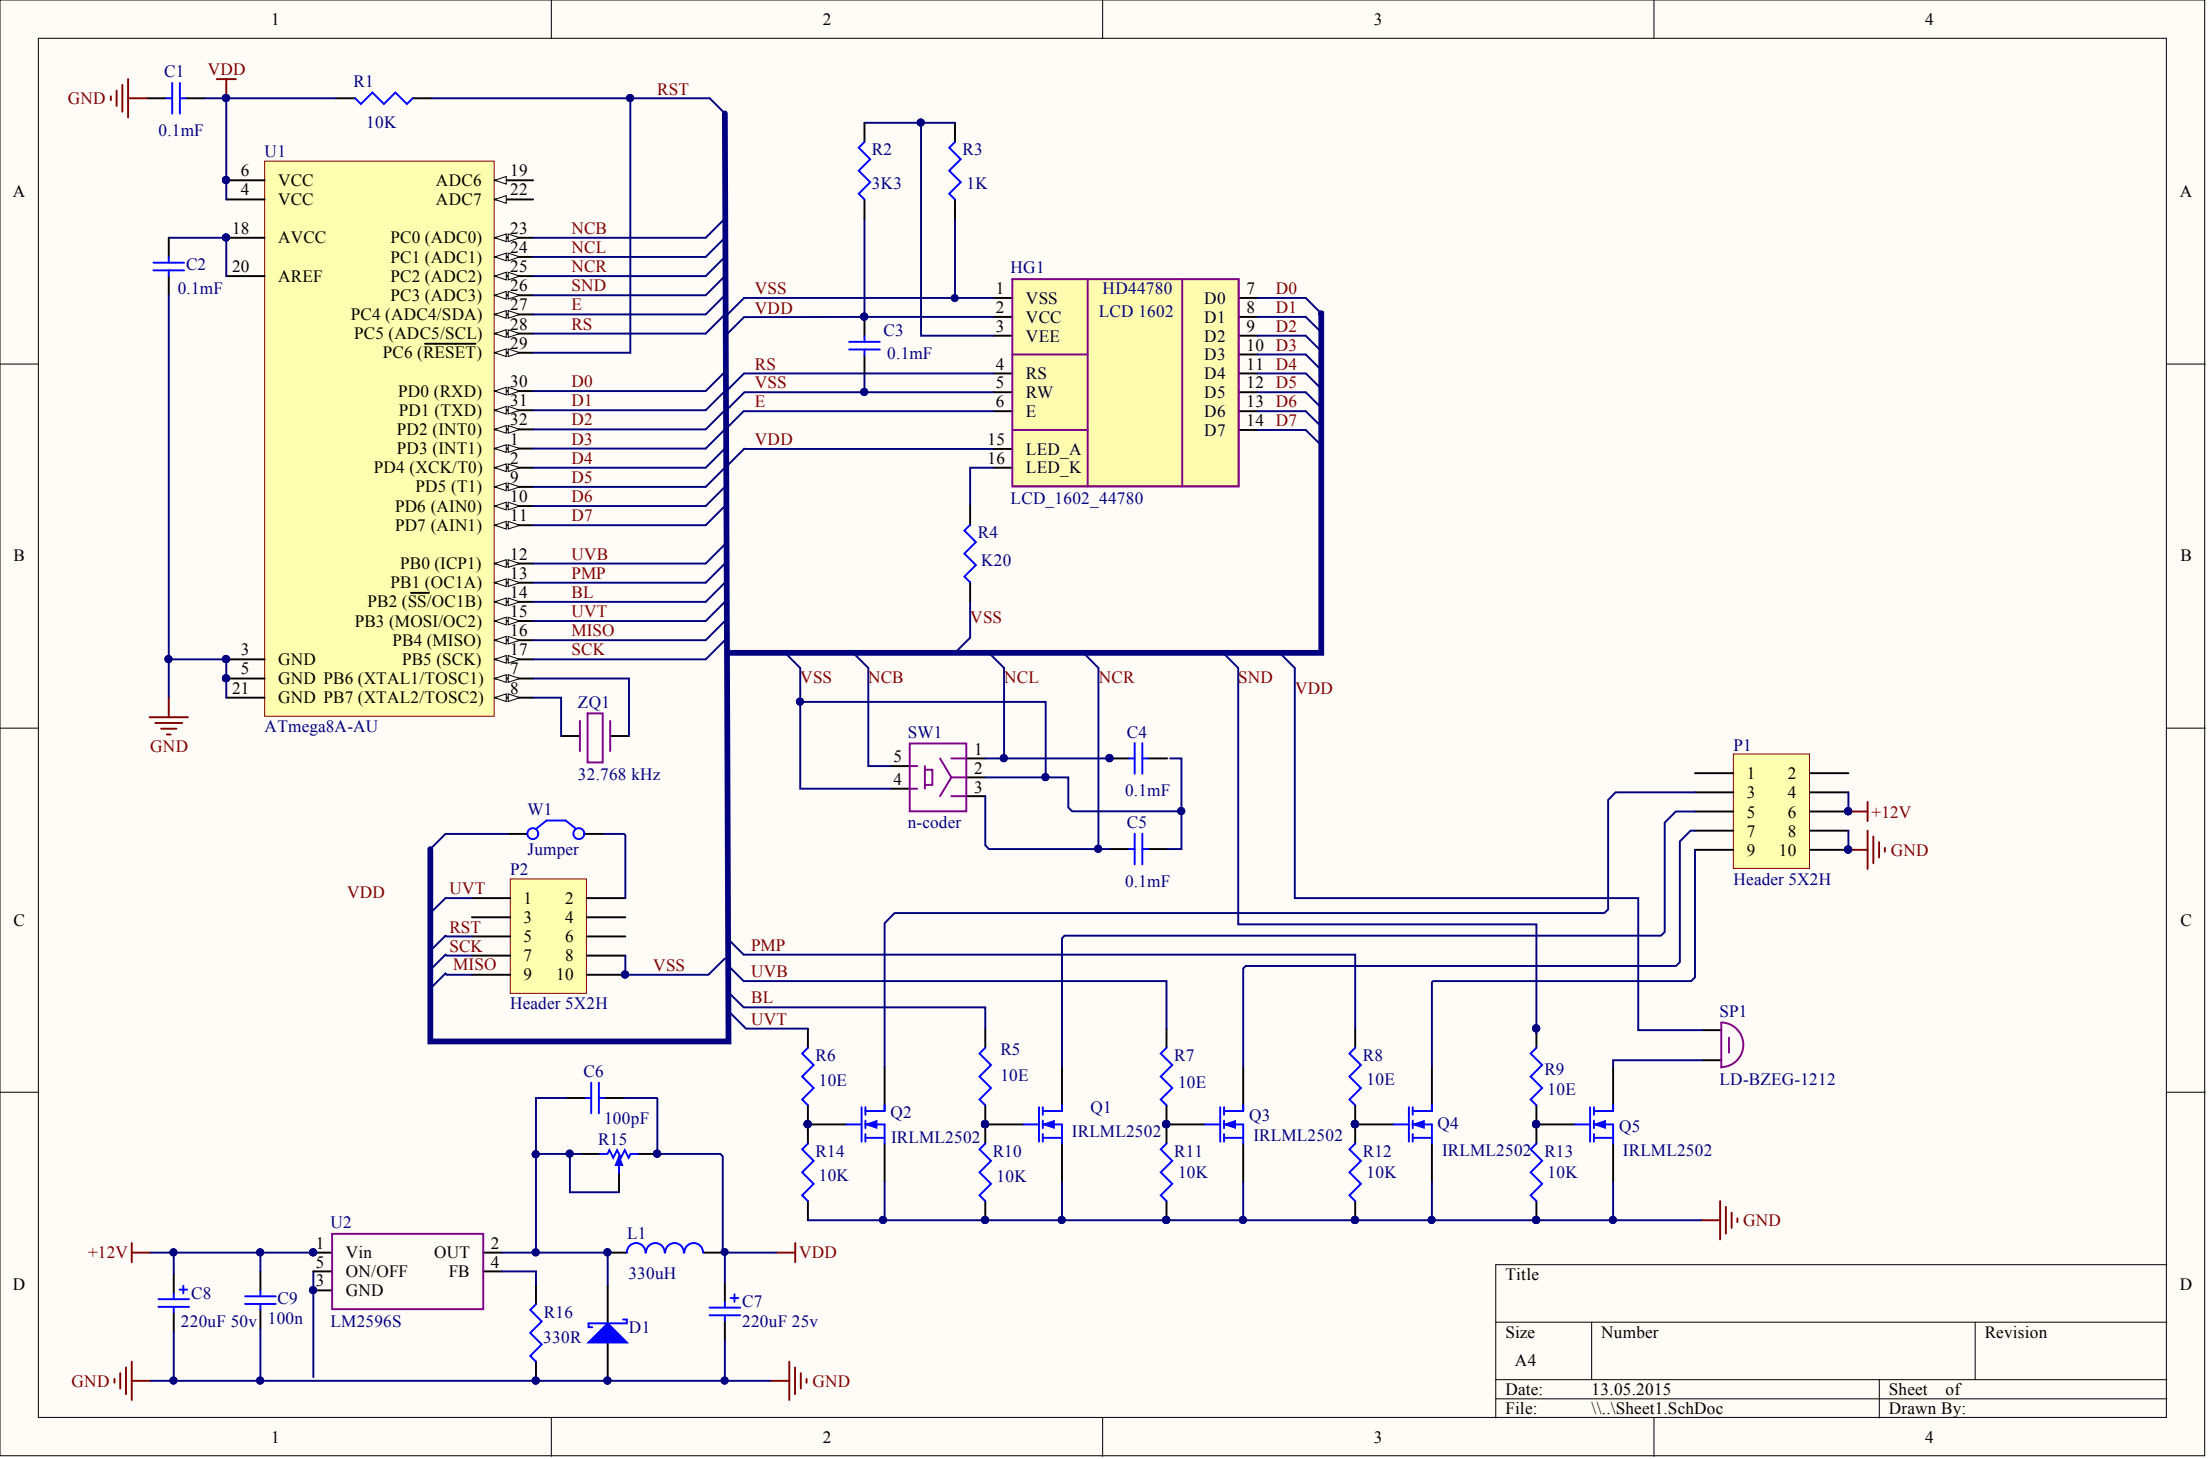 1 2 3 4
A
B
C
D
A
B
C
D
1 2 3 4
C1
GND
0.1mF
VDD
R1
10K
RST
U1
6 VCC
4 VCC
18 AVCC
20 AREF
3 GND
5 GND
21 GND
ADC6 19
ADC7 22
PC0 (ADC0) 23 NCB
PC1 (ADC1) 24 NCL
PC2 (ADC2) 25 NCR
PC3 (ADC3) 26 SND
PC4 (ADC4/SDA) 27 E
PC5 (ADC5/SCL) 28 RS
PC6 (RESET) 29
PD0 (RXD) 30 D0
PD1 (TXD) 31 D1
PD2 (INT0) 32 D2
PD3 (INT1) 1 D3
PD4 (XCK/T0) 2 D4
PD5 (T1) 9 D5
PD6 (AIN0) 10 D6
PD7 (AIN1) 11 D7
PB0 (ICP1) 12 UVB
PB1 (OC1A) 13 PMP
PB2 (SS/OC1B) 14 BL
PB3 (MOSI/OC2) 15 UVT
PB4 (MISO) 16 MISO
PB5 (SCK) 17 SCK
PB6 (XTAL1/TOSC1) 7
PB7 (XTAL2/TOSC2) 8
ATmega8A-AU
C2
0.1mF
GND
ZQ1
32.768 kHz
R2
3K3
R3
1K
C3
0.1mF
HG1
HD44780
LCD 1602
VSS 1 VSS
VDD 2 VCC
3 VEE
RS 4 RS
VSS 5 RW
E 6 E
VDD 15 LED_A
16 LED_K
D0 7 D0
D1 8 D1
D2 9 D2
D3 10 D3
D4 11 D4
D5 12 D5
D6 13 D6
D7 14 D7
LCD_1602_44780
R4
K20
VSS
VSS
NCB
NCL
NCR
SND
VDD
SW1
5
4
1
2
3
n-coder
C4
0.1mF
C5
0.1mF
P1
1 2
3 4
5 6
7 8
9 10
+12V
GND
Header 5X2H
W1
Jumper
P2
VDD
UVT 1 2
3 4
RST 5 6
SCK 7 8
MISO 9 10
VSS
Header 5X2H
PMP
UVB
BL
UVT
R6
10E
R5
10E
R7
10E
R8
10E
R9
10E
SP1
LD-BZEG-1212
Q2
IRLML2502
Q1
IRLML2502
Q3
IRLML2502
Q4
IRLML2502
Q5
IRLML2502
R14
10K
R10
10K
R11
10K
R12
10K
R13
10K
GND
C6
100pF
R15
U2
+12V
1 Vin
5 ON/OFF
3 GND
OUT 2
FB 4
LM2596S
L1
330uH
VDD
+ C8
220uF 50v
C9
100n
R16
330R
D1
+ C7
220uF 25v
GND
GND
Title
Size
A4
Number
Revision
Date: 13.05.2015
Sheet of
File: \\..\Sheet1.SchDoc
Drawn By: